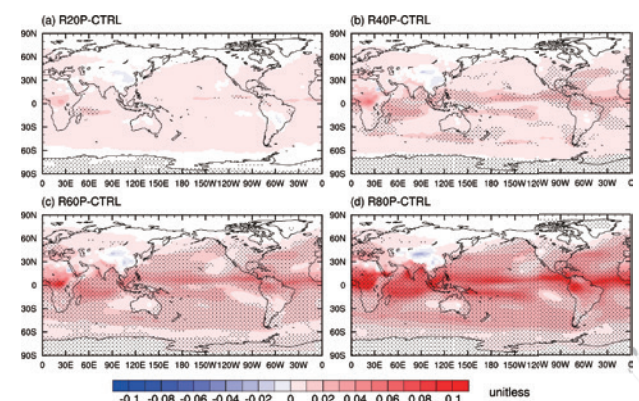 (a) R20P-CTRL
(b) R40P-CTRL
90N 90N
60N 60N
30N 30N
0 0
30S 30S
60S 60S
90S 90S
0 30E 60E 90E 120E 150E 180 150W 120W 90W 60W 30W 0 0 30E 60E 90E 120E 150E 180 150W 120W 90W 60W 30W 0
(c) R60P-CTRL
(d) R80P-CTRL
90N 90N
60N 60N
30N 30N
0 0
30S 30S
60S 60S
90S 90S
0 30E 60E 90E 120E 150E 180 150W 120W 90W 60W 30W 0 0 30E 60E 90E 120E 150E 180 150W 120W 90W 60W 30W 0
-0.1 -0.08 -0.06 -0.04 -0.02 0 0.02 0.04 0.06 0.08 0.1 unitless